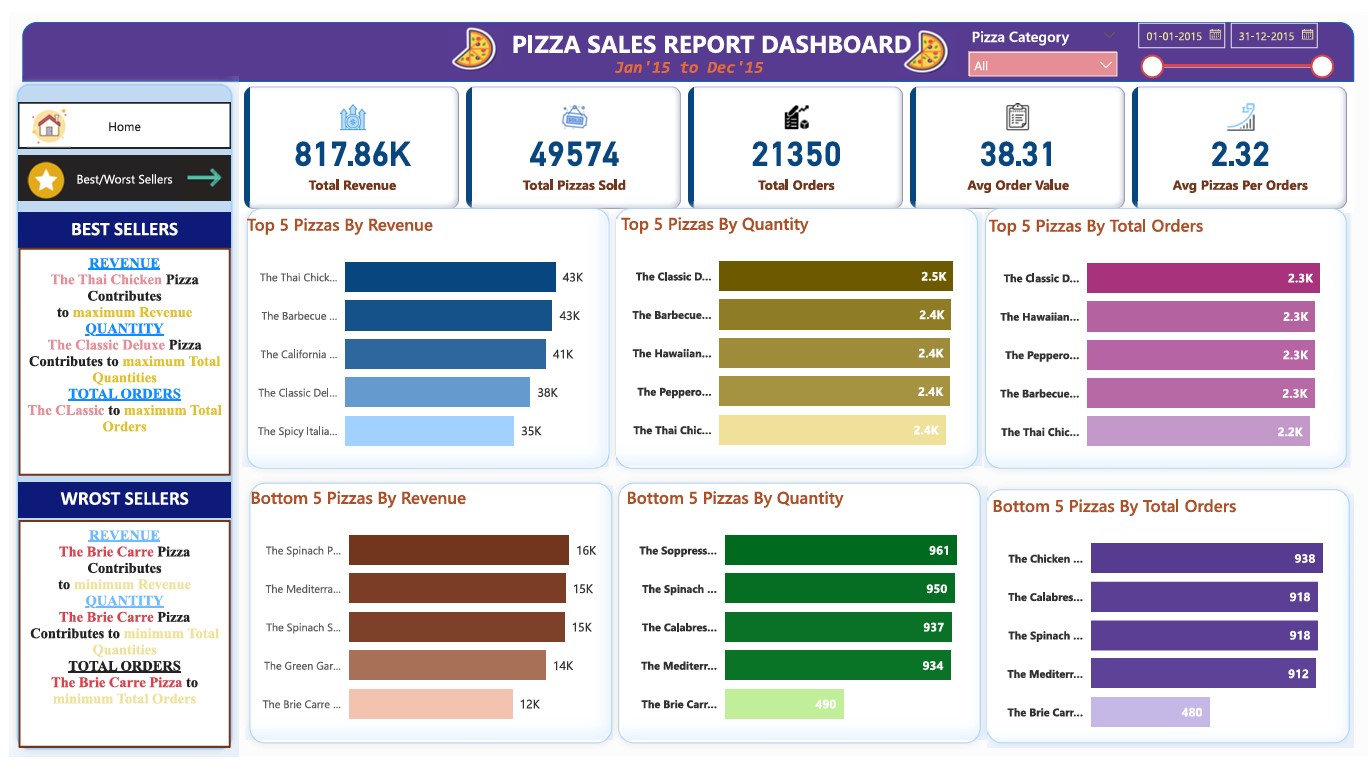 PIZZA SALES REPORT DASHBOARD
Jan'15 to Dec'15
Pizza Category
All
01-01-2015
31-12-2015
Home
Best/Worst Sellers
BEST SELLERS
REVENUE
The Thai Chicken Pizza
Contributes
to maximum Revenue
QUANTITY
The Classic Deluxe Pizza
Contributes to maximum Total
Quantities
TOTAL ORDERS
The CLassic to maximum Total
Orders
WROST SELLERS
REVENUE
The Brie Carre Pizza
Contributes
to minimum Revenue
QUANTITY
The Brie Carre Pizza
Contributes to minimum Total
Quantities
TOTAL ORDERS
The Brie Carre Pizza to
minimum Total Orders
817.86K
Total Revenue
49574
Total Pizzas Sold
21350
Total Orders
38.31
Avg Order Value
2.32
Avg Pizzas Per Orders
Top 5 Pizzas By Revenue
The Thai Chick... 43K
The Barbecue ... 43K
The California ... 41K
The Classic Del... 38K
The Spicy Italia... 35K
Top 5 Pizzas By Quantity
The Classic D... 2.5K
The Barbecue... 2.4K
The Hawaiian... 2.4K
The Peppero... 2.4K
The Thai Chic... 2.4K
Top 5 Pizzas By Total Orders
The Classic D... 2.3K
The Hawaiian... 2.3K
The Peppero... 2.3K
The Barbecue... 2.3K
The Thai Chic... 2.2K
Bottom 5 Pizzas By Revenue
The Spinach P... 16K
The Mediterra... 15K
The Spinach S... 15K
The Green Gar... 14K
The Brie Carre ... 12K
Bottom 5 Pizzas By Quantity
The Soppress... 961
The Spinach ... 950
The Calabres... 937
The Mediterr... 934
The Brie Carr... 490
Bottom 5 Pizzas By Total Orders
The Chicken ... 938
The Calabres... 918
The Spinach ... 918
The Mediterr... 912
The Brie Carr... 480